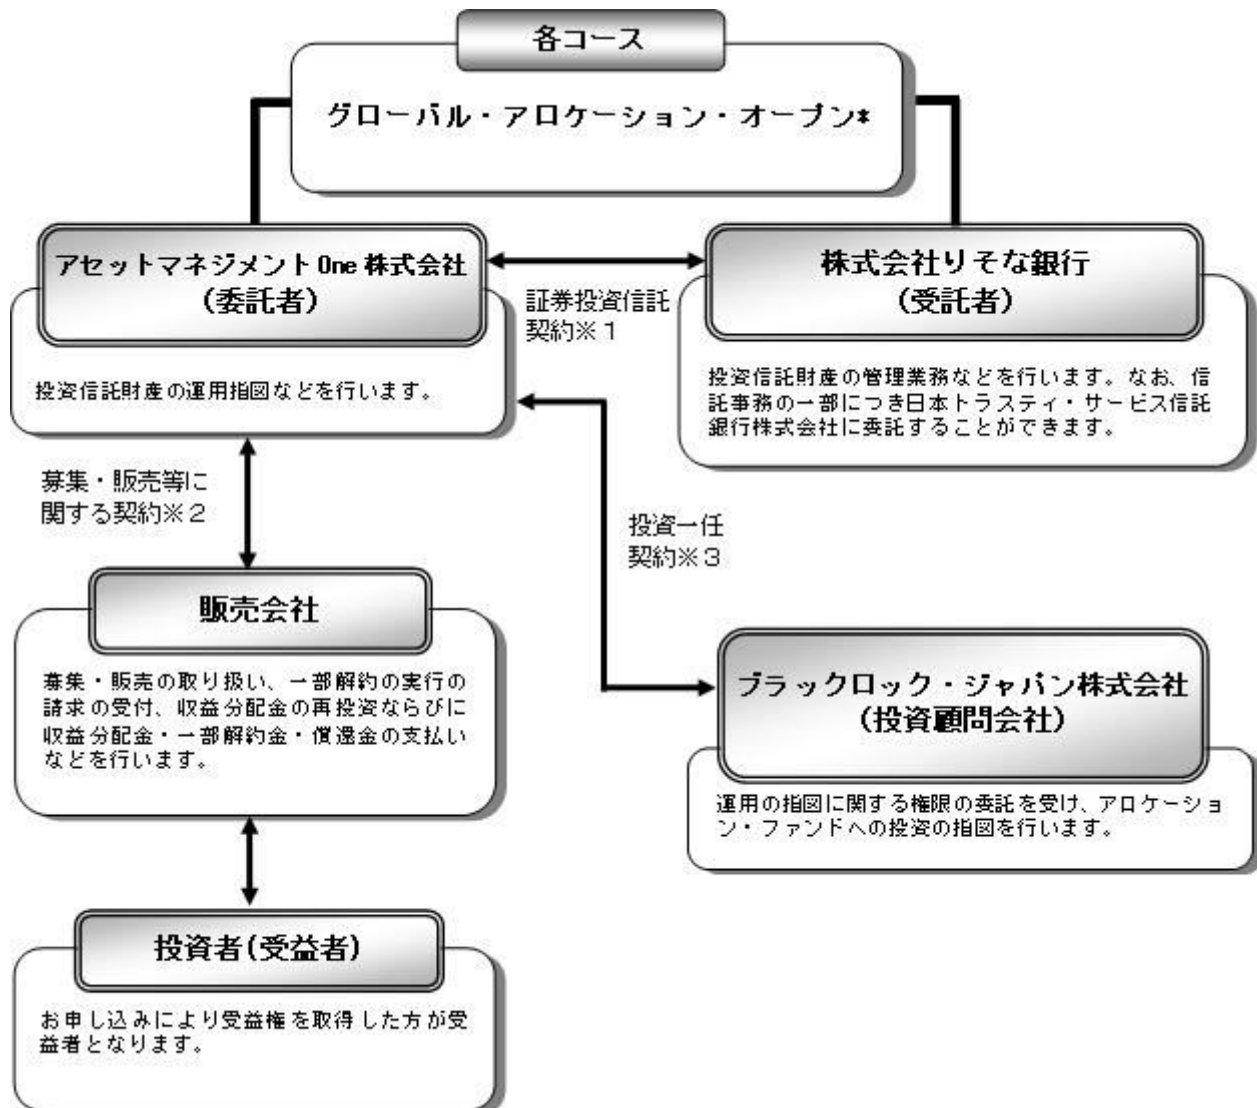 各コース
グローバル・アロケーション・オープン*
アセットマネジメントOne株式会社
(委託者)
投資信託財産の運用指図などを行います。
証券投資信託
契約※1
株式会社りそな銀行
(受託者)
投資信託財産の管理業務などを行います。なお、信
託事務の一部につき日本トラスティ・サービス信託
銀行株式会社に委託することができます。
募集・販売等に
関する契約※2
投資一任
契約※3
販売会社
募集・販売の取り扱い、一部解約の実行の
請求の受付、収益分配金の再投資ならびに
収益分配金・一部解約金・償還金の支払い
などを行います。
ブラックロック・ジャパン株式会社
(投資顧問会社)
運用の指図に関する権限の委託を受け、アロケーショ
ン・ファンドへの投資の指図を行います。
投資者(受益者)
お申し込みにより受益権を取得した方が受
益者となります。